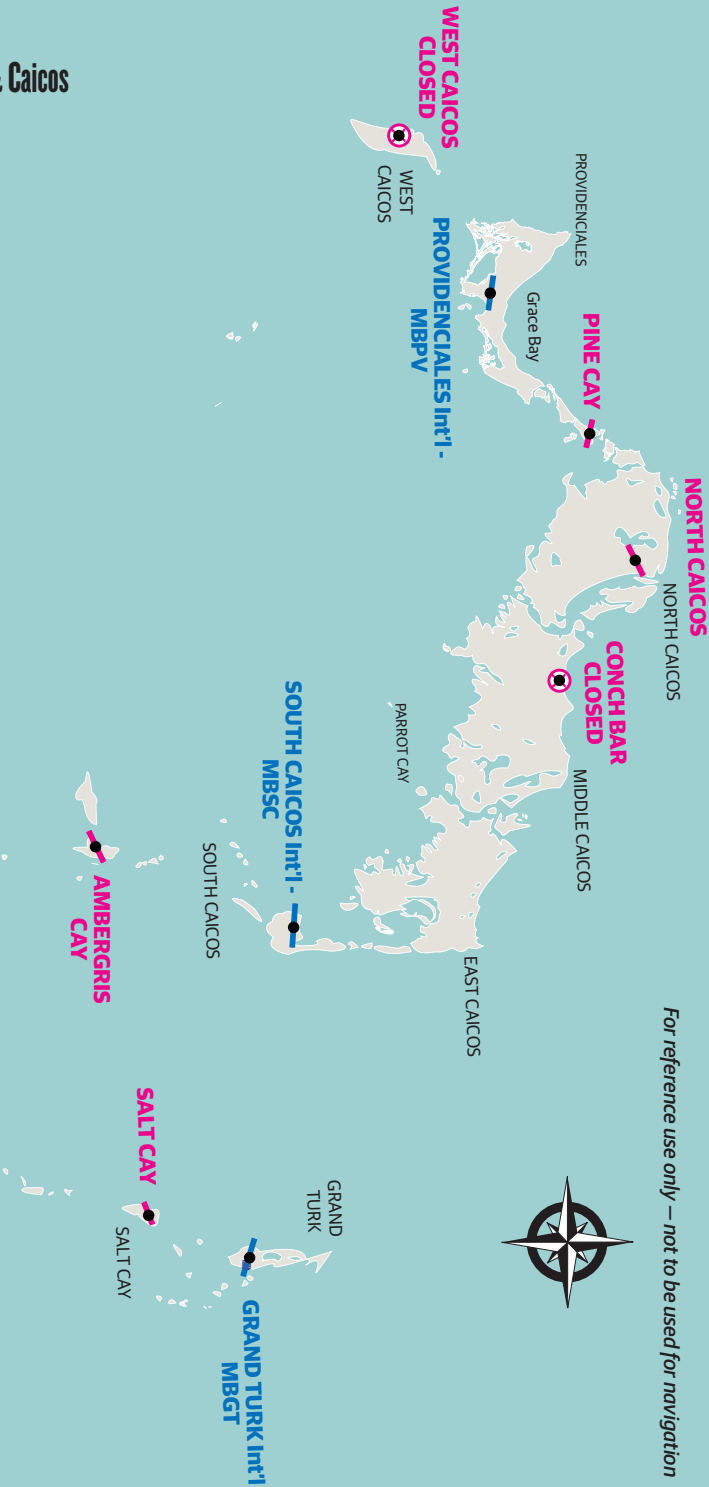 Caicos
For reference use only – not to be used for navigation
WEST CAICOS
CLOSED
WEST
CAICOS
PROVIDENCIALES
PROVIDENCIALES Int'l -
MBPV
Grace Bay
PINE CAY
NORTH CAICOS
NORTH CAICOS
CONCH BAR
CLOSED
MIDDLE CAICOS
PARROT CAY
SOUTH CAICOS Int'l -
MBSC
EAST CAICOS
SOUTH CAICOS
AMBERGRIS
CAY
SALT CAY
SALT CAY
GRAND
TURK
GRAND TURK Int'l
MBGT